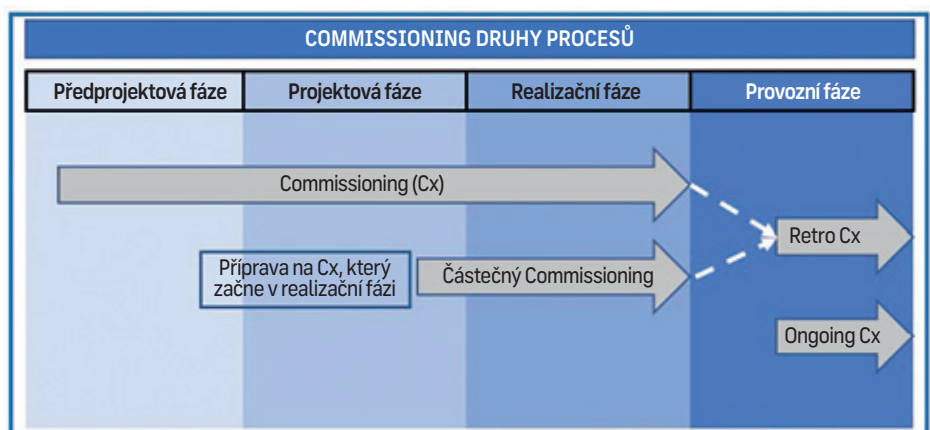 COMMISSIONING DRUHY PROCESŮ
Předprojektová fáze
Projektová fáze
Realizační fáze
Provozní fáze
Commissioning (Cx)
Retro Cx
Příprava na Cx, který
začne v realizační fázi
Částečný Commissioning
Ongoing Cx